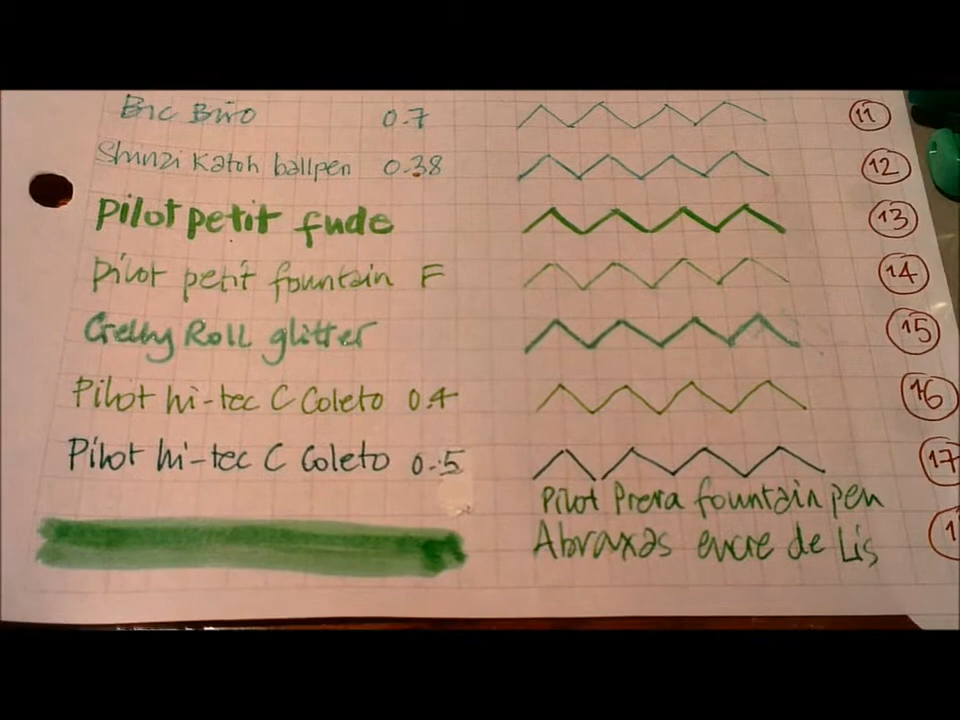 Bic Biro 0.7 11
Shinzi Katoh ballpen 0.38 12
Pilot petit fude 13
pilot petit fountain F 14
Gelly Roll glitter 15
Pilot hi-tec C Coleto 0.4 16
Pilot hi-tec C Coleto 0.5 17
Pilot Prera fountain pen
Abraxas encre de Lis